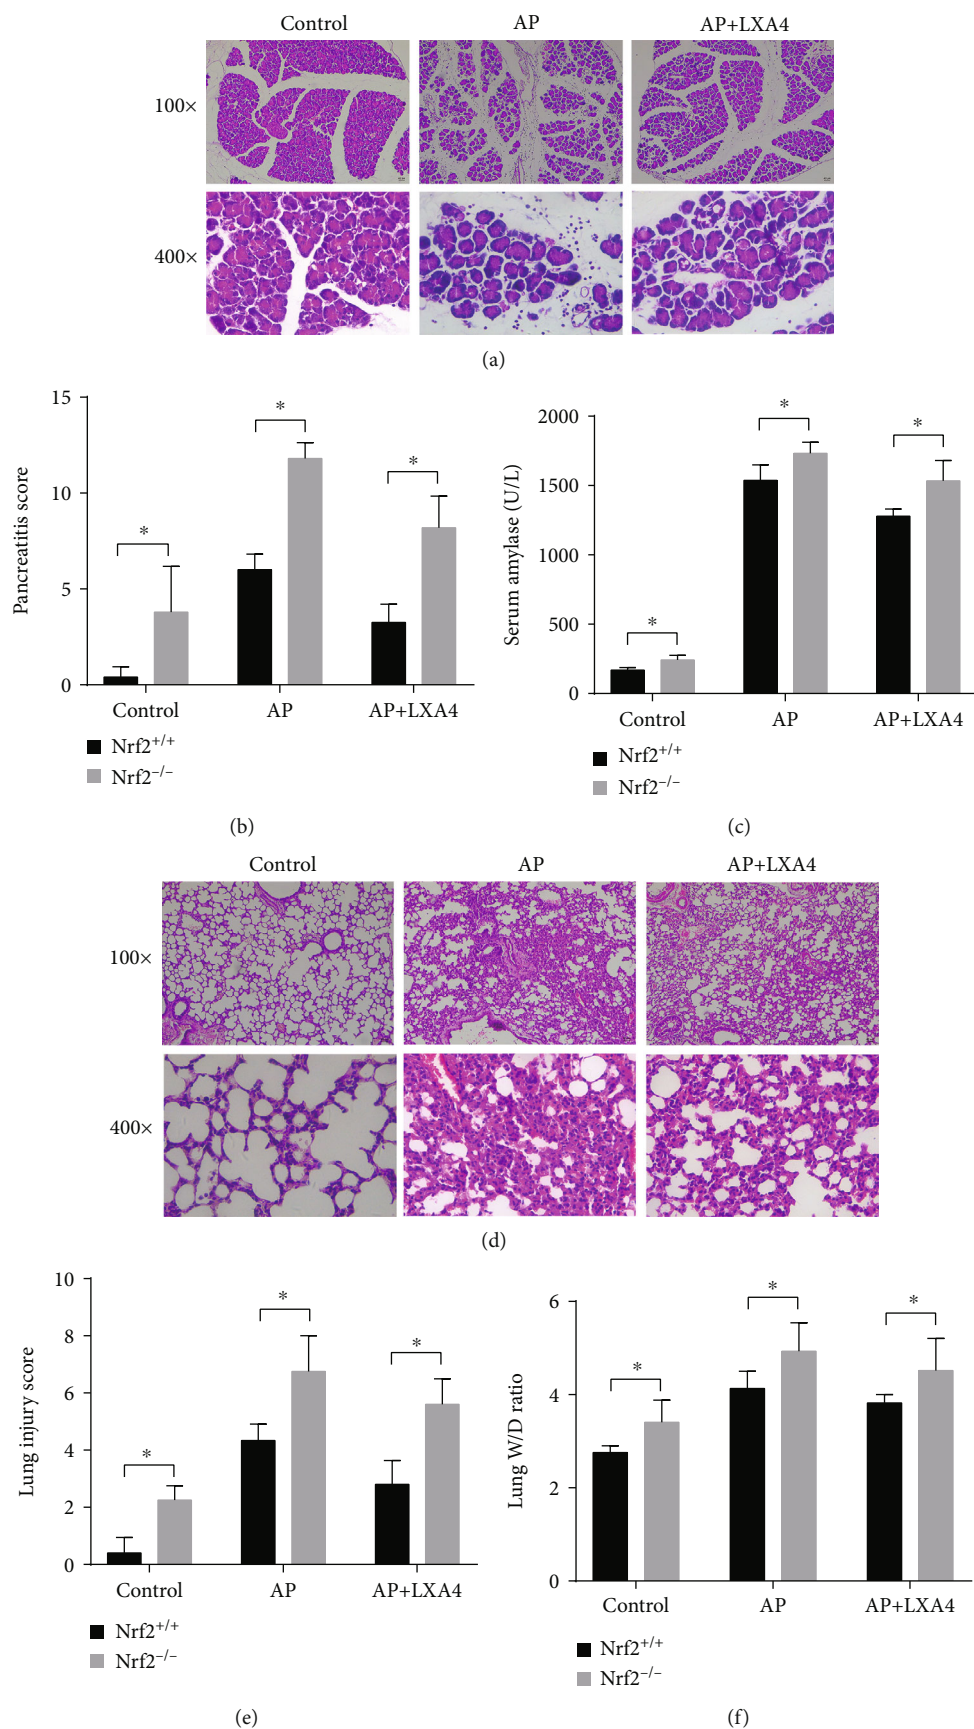 Control AP AP+LXA4
100×
400×
(a)
Pancreatitis score
15
10
5
0
* * *
Control AP AP+LXA4
Nrf2+/+
Nrf2−/−
(b)
Serum amylase (U/L)
2000
1500
1000
500
0
* * *
Control AP AP+LXA4
Nrf2+/+
Nrf2−/−
(c)
Control AP AP+LXA4
100×
400×
(d)
Lung injury score
10
8
6
4
2
0
* * *
Control AP AP+LXA4
Nrf2+/+
Nrf2−/−
(e)
Lung W/D ratio
6
4
2
0
* * *
Control AP AP+LXA4
Nrf2+/+
Nrf2−/−
(f)